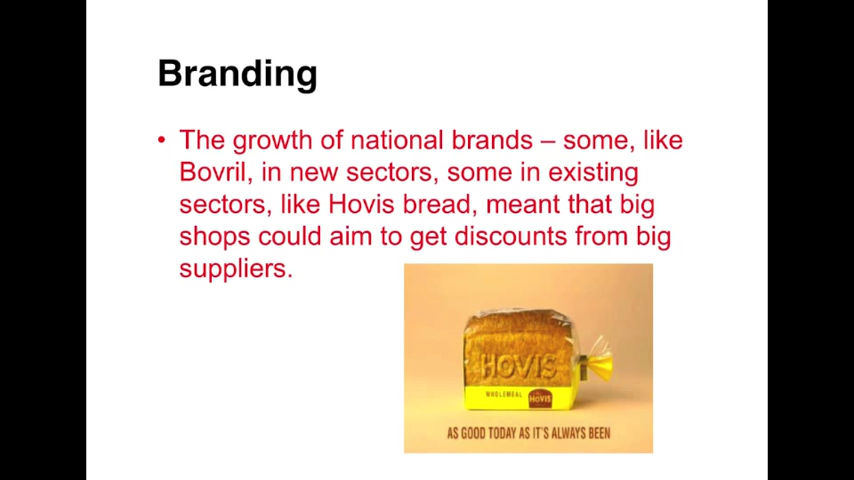 Branding
• The growth of national brands – some, like
Bovril, in new sectors, some in existing
sectors, like Hovis bread, meant that big
shops could aim to get discounts from big
suppliers.
HOVIS
WHOLEMEAL HOVIS
AS GOOD TODAY AS IT'S ALWAYS BEEN